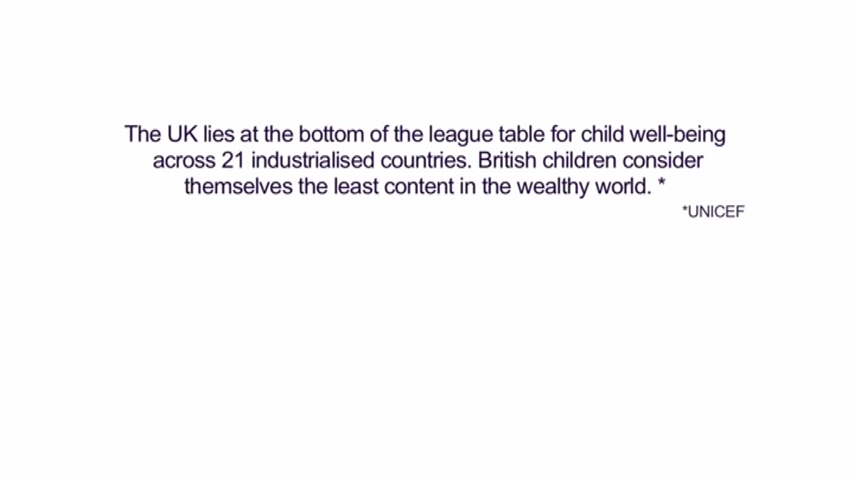 The UK lies at the bottom of the league table for child well-being
across 21 industrialised countries. British children consider
themselves the least content in the wealthy world. *
*UNICEF